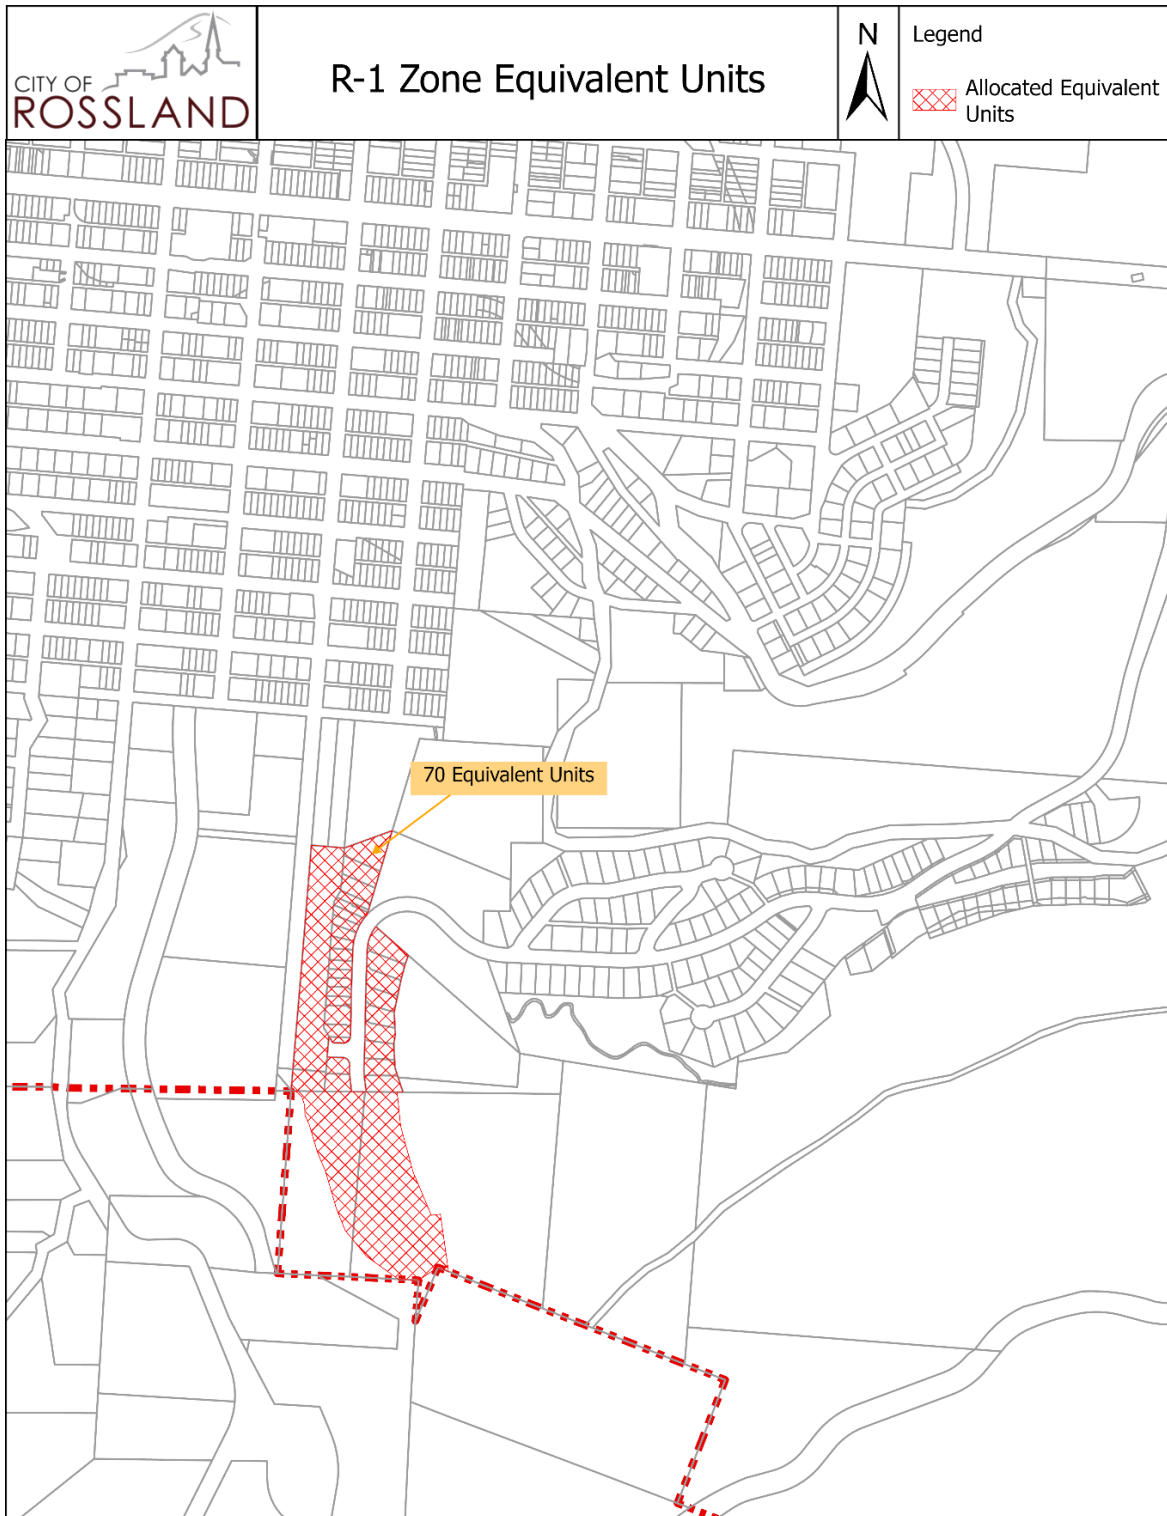 CITY OF
ROSSLAND
R-1 Zone Equivalent Units
N
Legend
Allocated Equivalent
Units
70 Equivalent Units